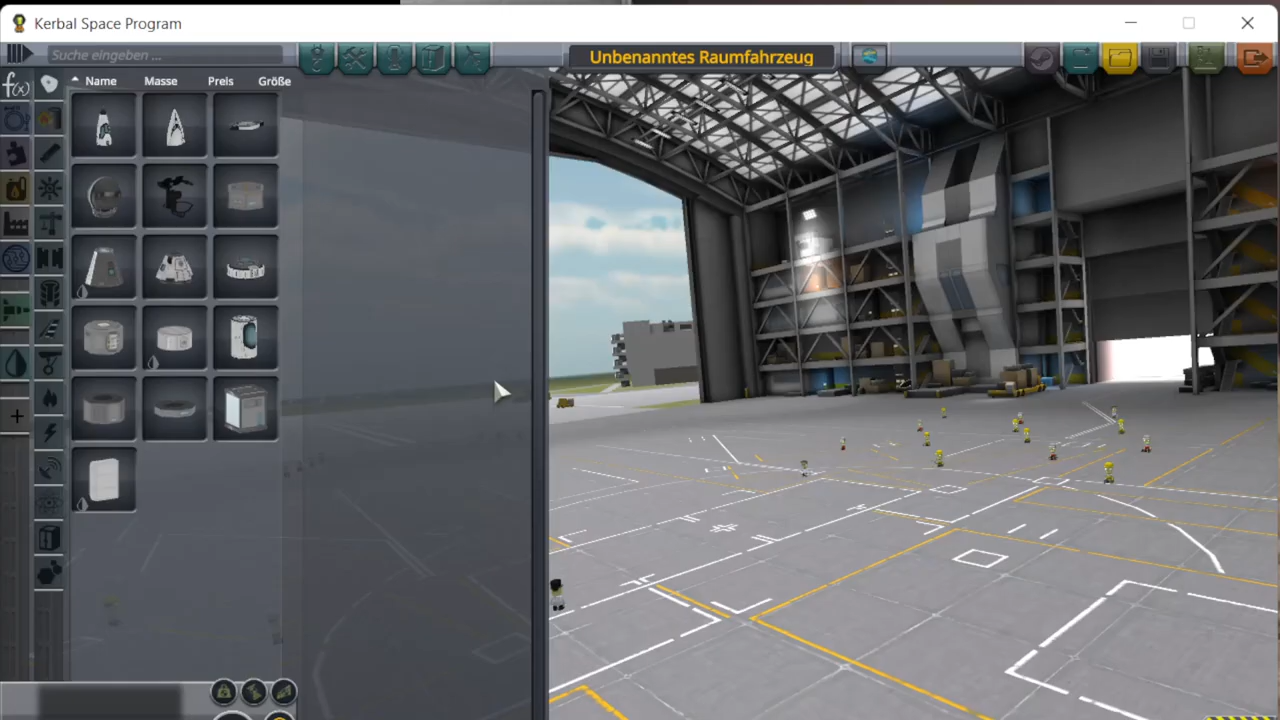 Kerbal Space Program
Suche eingeben ...
Unbenanntes Raumfahrzeug
f(x)
Name Masse Preis Größe